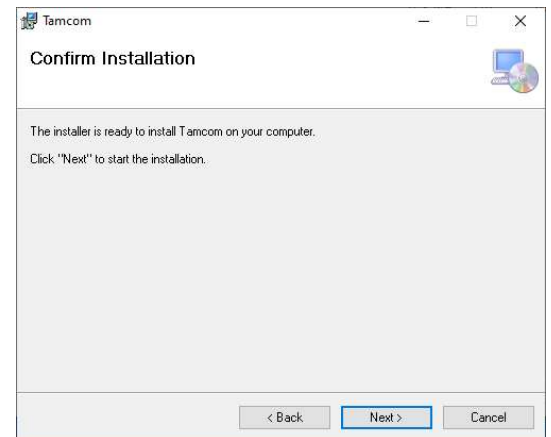 Tamcom
Confirm Installation
The installer is ready to install Tamcom on your computer.
Click "Next" to start the installation.
< Back
Next >
Cancel